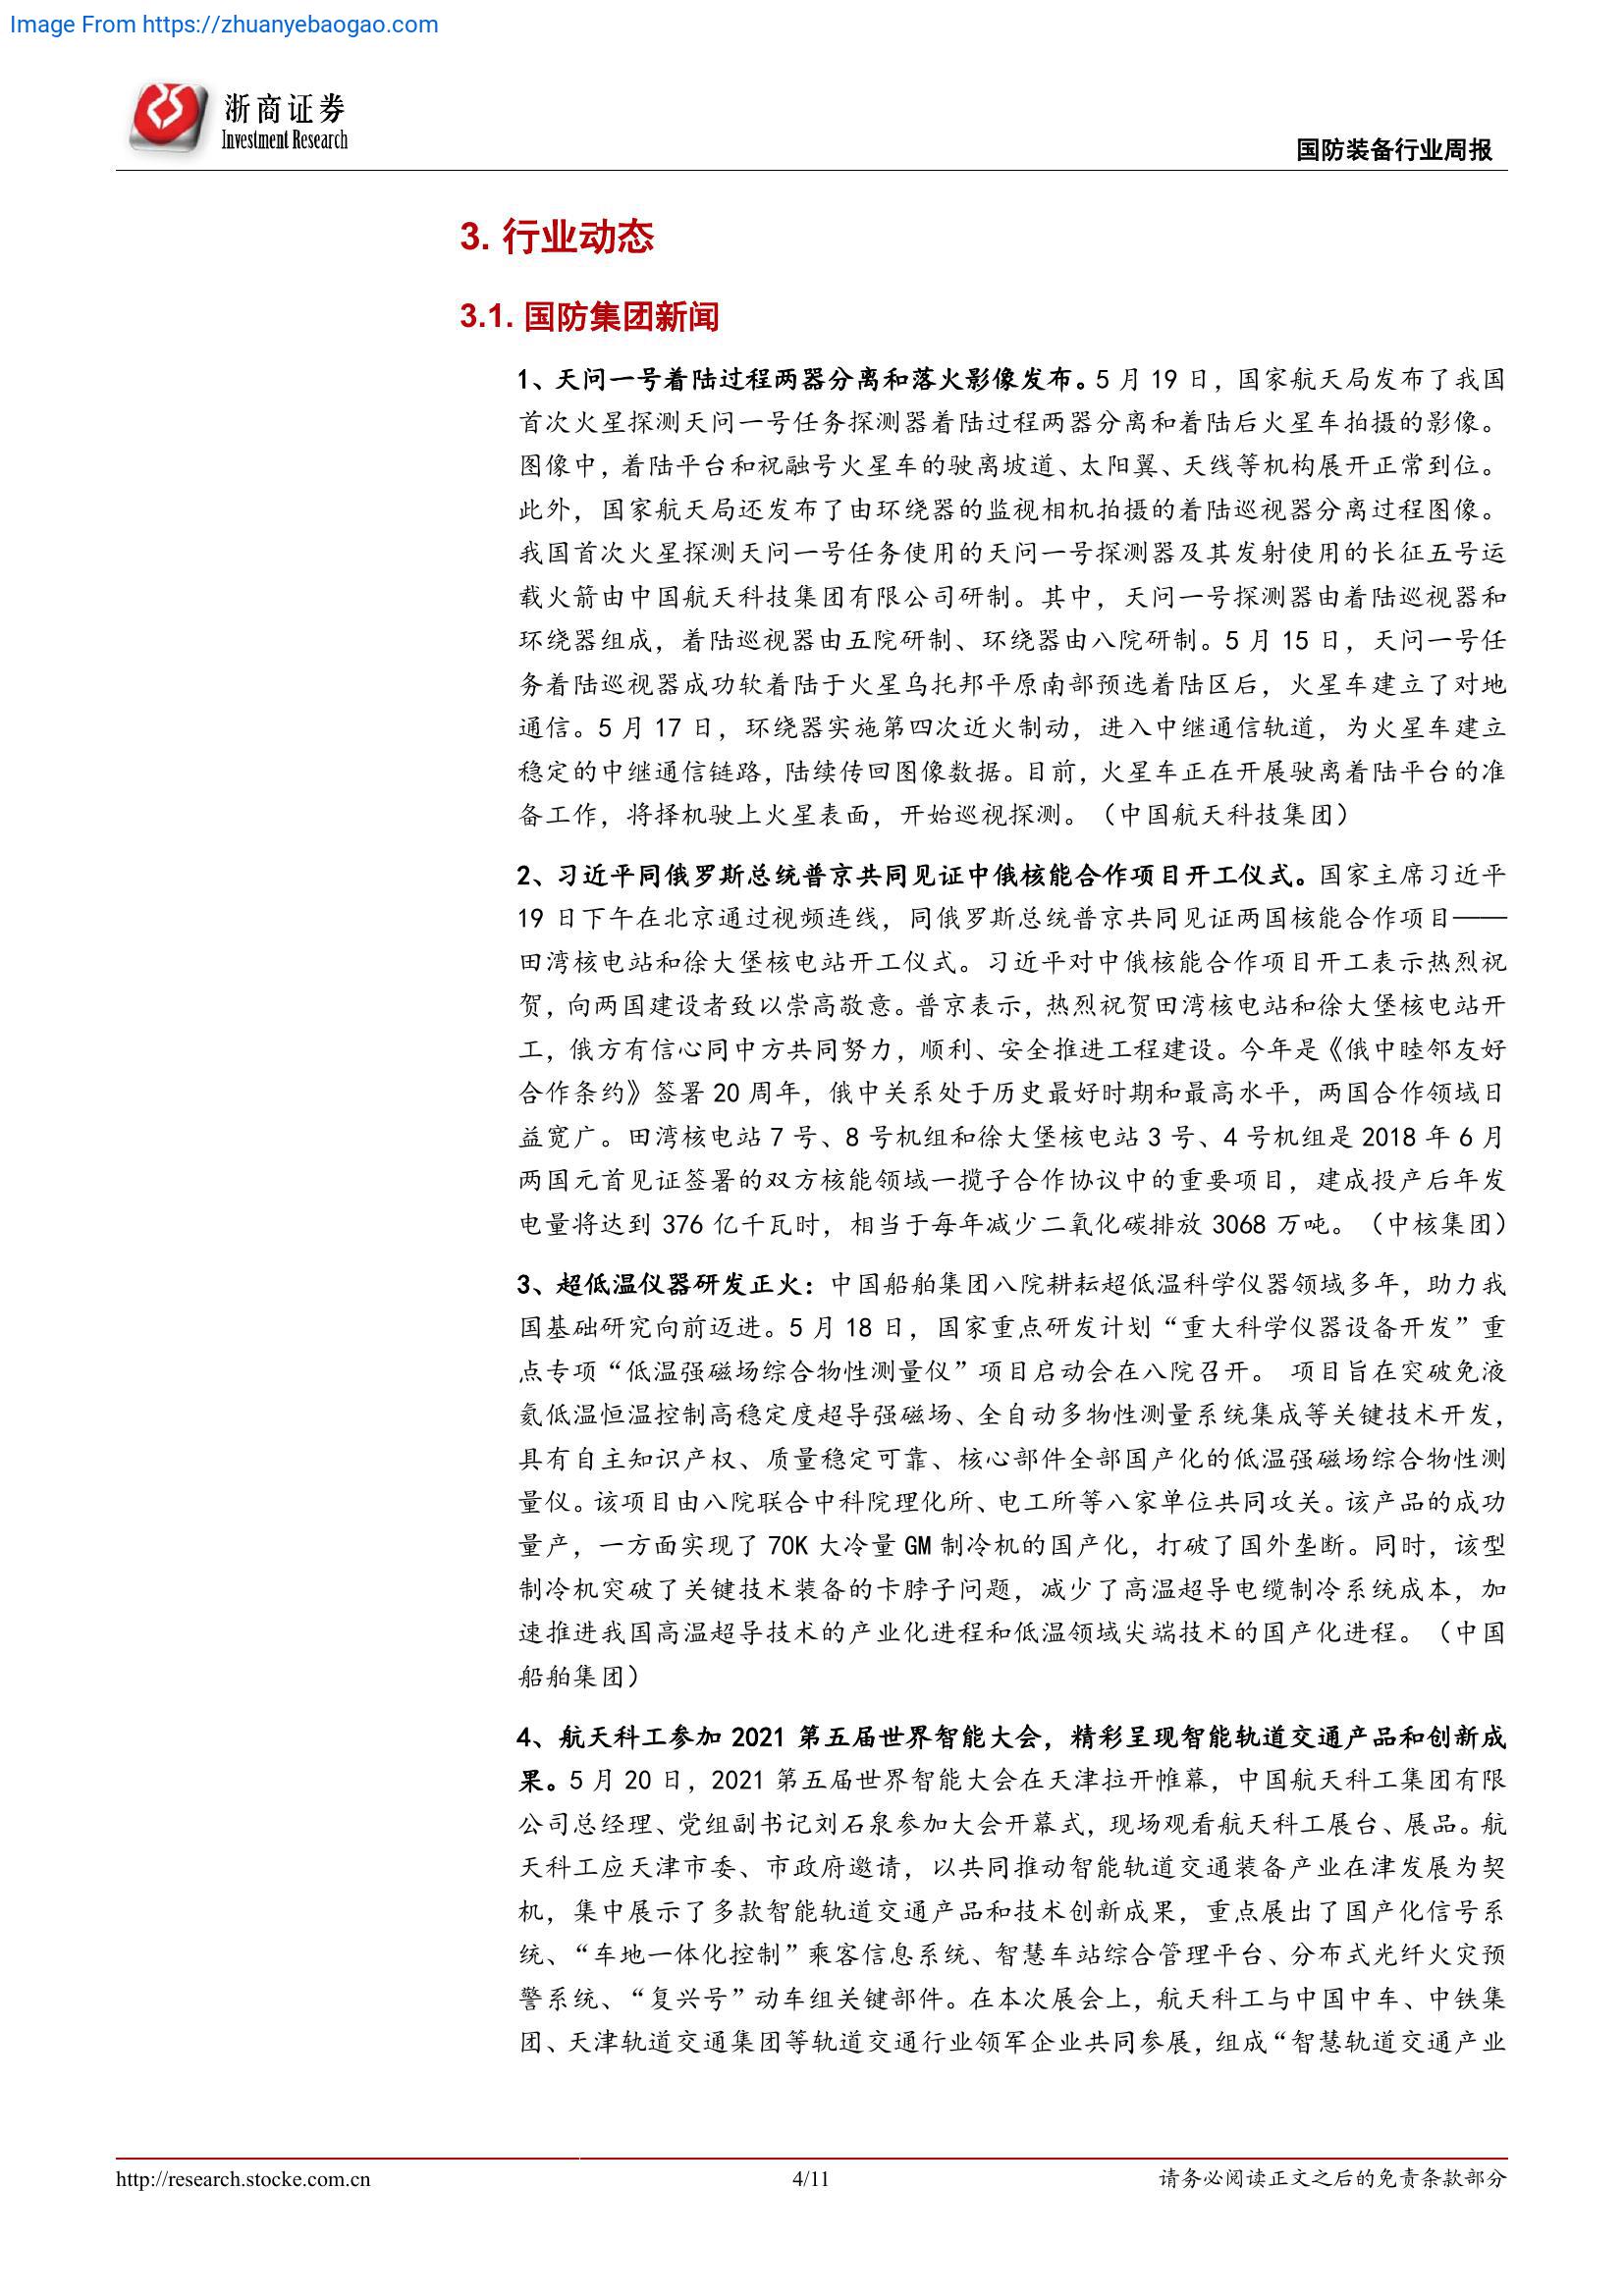 Image From https://zhuanyebaogao.com
浙商证券
Investment Research
国防装备行业周报
3. 行业动态
3.1. 国防集团新闻
1、天问一号着陆过程两器分离和落火影像发布。5 月 19 日，国家航天局发布了我国
首次火星探测天问一号任务探测器着陆过程两器分离和着陆后火星车拍摄的影像。
图像中，着陆平台和祝融号火星车的驶离坡道、太阳翼、天线等机构展开正常到位。
此外，国家航天局还发布了由环绕器的监视相机拍摄的着陆巡视器分离过程图像。
我国首次火星探测天问一号任务使用的天问一号探测器及其发射使用的长征五号运
载火箭由中国航天科技集团有限公司研制。其中，天问一号探测器由着陆巡视器和
环绕器组成，着陆巡视器由五院研制、环绕器由八院研制。5 月 15 日，天问一号任
务着陆巡视器成功软着陆于火星乌托邦平原南部预选着陆区后，火星车建立了对地
通信。5 月 17 日，环绕器实施第四次近火制动，进入中继通信轨道，为火星车建立
稳定的中继通信链路，陆续传回图像数据。目前，火星车正在开展驶离着陆平台的准
备工作，将择机驶上火星表面，开始巡视探测。（中国航天科技集团）
2、习近平同俄罗斯总统普京共同见证中俄核能合作项目开工仪式。国家主席习近平
19 日下午在北京通过视频连线，同俄罗斯总统普京共同见证两国核能合作项目——
田湾核电站和徐大堡核电站开工仪式。习近平对中俄核能合作项目开工表示热烈祝
贺，向两国建设者致以崇高敬意。普京表示，热烈祝贺田湾核电站和徐大堡核电站开
工，俄方有信心同中方共同努力，顺利、安全推进工程建设。今年是《俄中睦邻友好
合作条约》签署 20 周年，俄中关系处于历史最好时期和最高水平，两国合作领域日
益宽广。田湾核电站 7 号、8 号机组和徐大堡核电站 3 号、4 号机组是 2018 年 6 月
两国元首见证签署的双方核能领域一揽子合作协议中的重要项目，建成投产后年发
电量将达到 376 亿千瓦时，相当于每年减少二氧化碳排放 3068 万吨。（中核集团）
3、超低温仪器研发正火：中国船舶集团八院耕耘超低温科学仪器领域多年，助力我
国基础研究向前迈进。5 月 18 日，国家重点研发计划“重大科学仪器设备开发”重
点专项“低温强磁场综合物性测量仪”项目启动会在八院召开。 项目旨在突破免液
氦低温恒温控制高稳定度超导强磁场、全自动多物性测量系统集成等关键技术开发，
具有自主知识产权、质量稳定可靠、核心部件全部国产化的低温强磁场综合物性测
量仪。该项目由八院联合中科院理化所、电工所等八家单位共同攻关。该产品的成功
量产，一方面实现了 70K 大冷量 GM 制冷机的国产化，打破了国外垄断。同时，该型
制冷机突破了关键技术装备的卡脖子问题，减少了高温超导电缆制冷系统成本，加
速推进我国高温超导技术的产业化进程和低温领域尖端技术的国产化进程。（中国
船舶集团）
4、航天科工参加 2021 第五届世界智能大会，精彩呈现智能轨道交通产品和创新成
果。5 月 20 日，2021 第五届世界智能大会在天津拉开帷幕，中国航天科工集团有限
公司总经理、党组副书记刘石泉参加大会开幕式，现场观看航天科工展台、展品。航
天科工应天津市委、市政府邀请，以共同推动智能轨道交通装备产业在津发展为契
机，集中展示了多款智能轨道交通产品和技术创新成果，重点展出了国产化信号系
统、“车地一体化控制”乘客信息系统、智慧车站综合管理平台、分布式光纤火灾预
警系统、“复兴号”动车组关键部件。在本次展会上，航天科工与中国中车、中铁集
团、天津轨道交通集团等轨道交通行业领军企业共同参展，组成“智慧轨道交通产业
http://research.stocke.com.cn
4/11
请务必阅读正文之后的免责条款部分